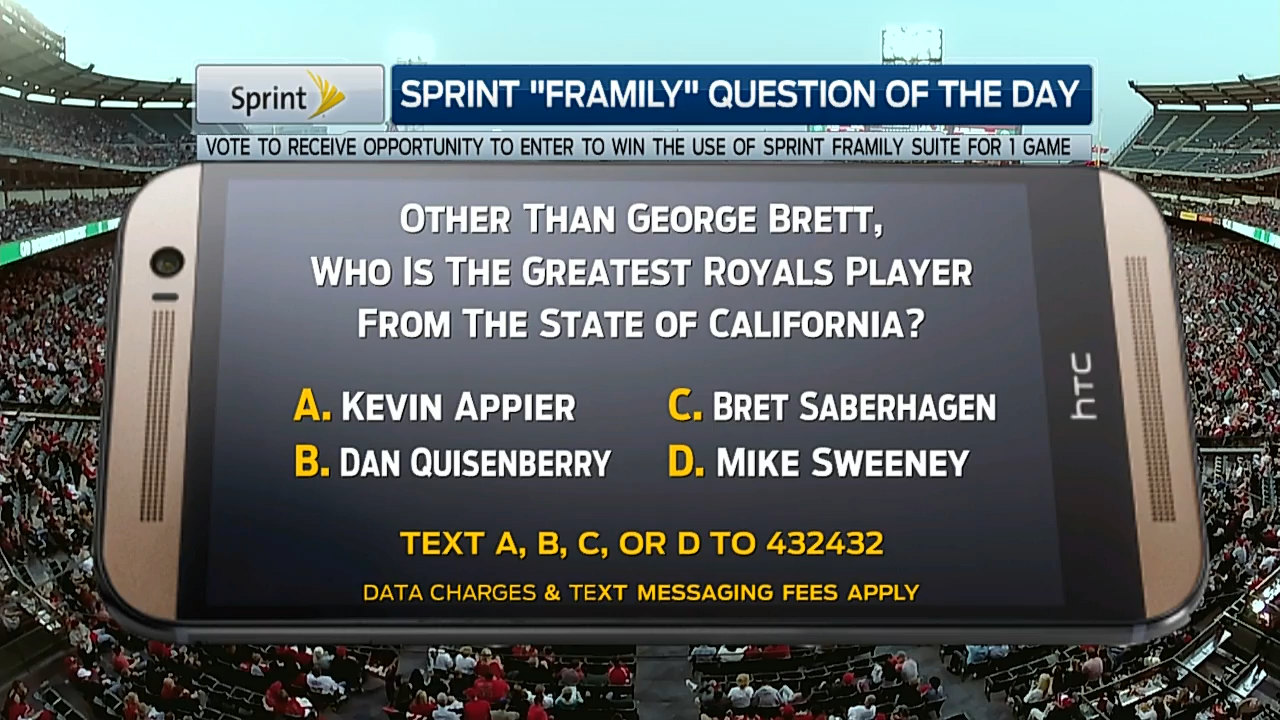 Sprint
SPRINT "FRAMILY" QUESTION OF THE DAY
VOTE TO RECEIVE OPPORTUNITY TO ENTER TO WIN THE USE OF SPRINT FRAMILY SUITE FOR 1 GAME
OTHER THAN GEORGE BRETT,
WHO IS THE GREATEST ROYALS PLAYER
FROM THE STATE OF CALIFORNIA?
A. KEVIN APPIER
B. DAN QUISENBERRY
C. BRET SABERHAGEN
D. MIKE SWEENEY
TEXT A, B, C, OR D TO 432432
DATA CHARGES & TEXT MESSAGING FEES APPLY
hTC